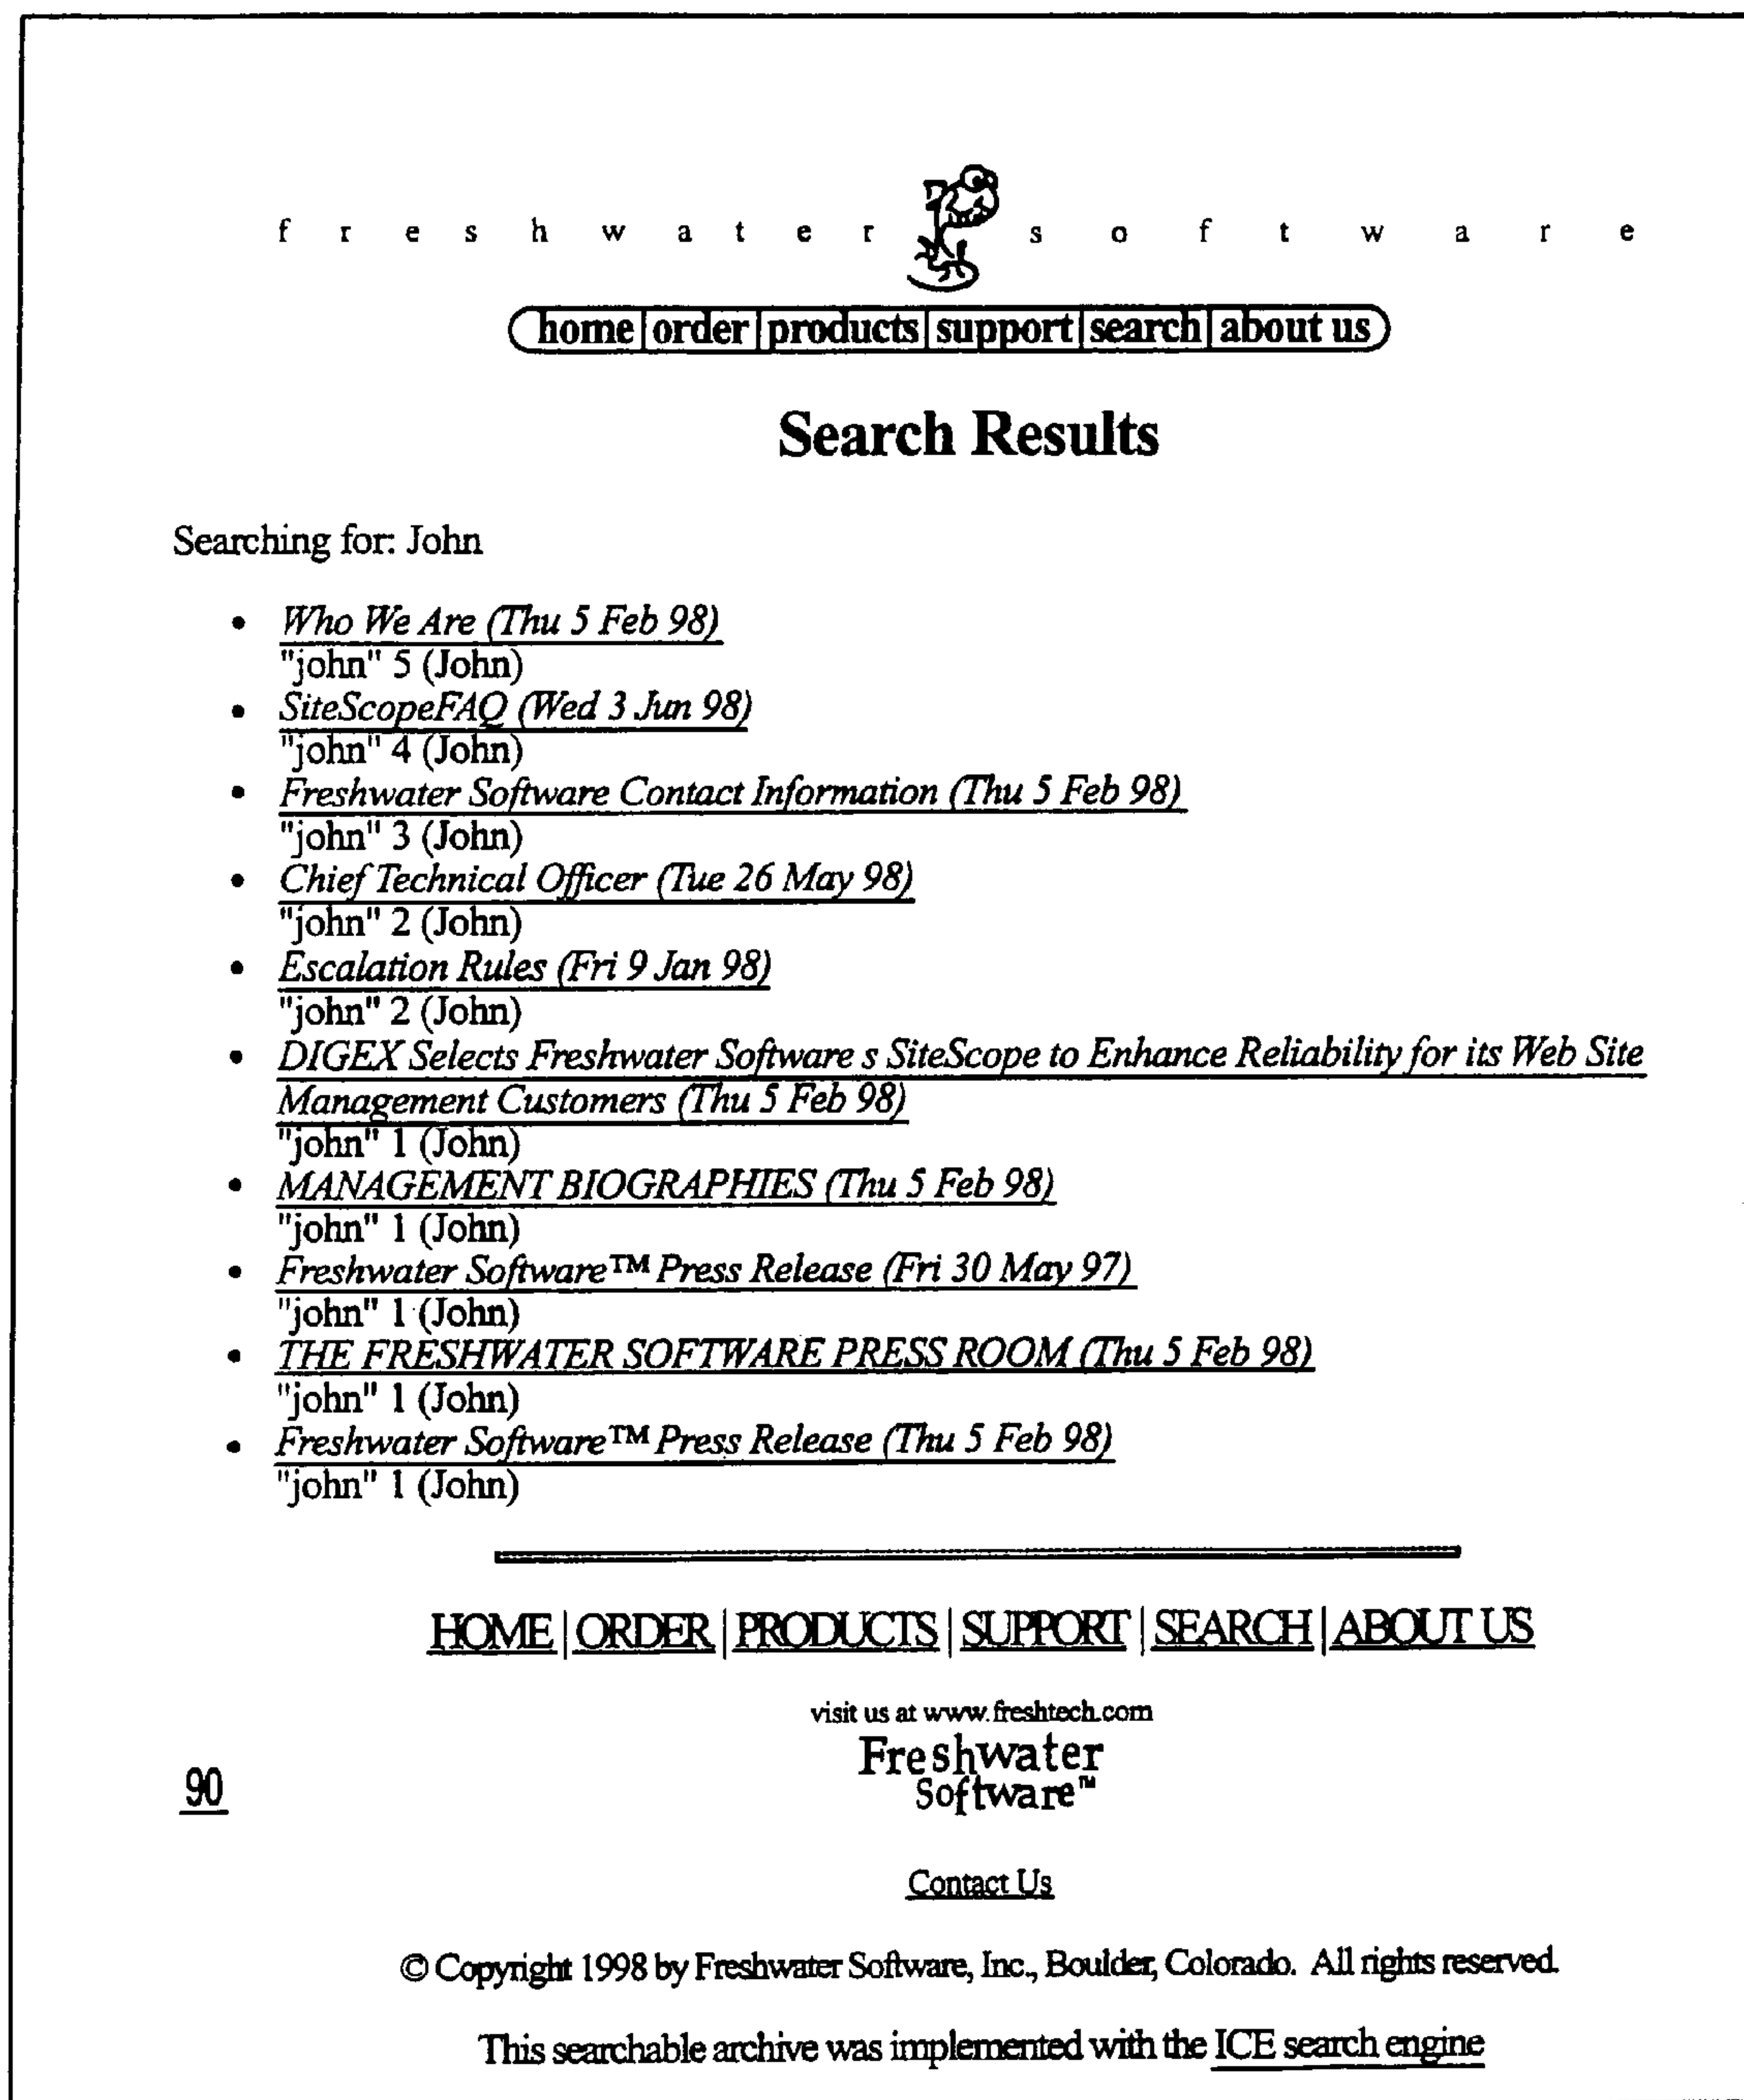 freshwater software
home|order|products|support|search|about us
Search Results
Searching for: John
• Who We Are (Thu 5 Feb 98)
"john" 5 (John)
• SiteScopeFAQ (Wed 3 Jun 98)
"john" 4 (John)
• Freshwater Software Contact Information (Thu 5 Feb 98)
"john" 3 (John)
• Chief Technical Officer (Tue 26 May 98)
"john" 2 (John)
• Escalation Rules (Fri 9 Jan 98)
"john" 2 (John)
• DIGEX Selects Freshwater Software s SiteScope to Enhance Reliability for its Web Site
Management Customers (Thu 5 Feb 98)
"john" 1 (John)
• MANAGEMENT BIOGRAPHIES (Thu 5 Feb 98)
"john" 1 (John)
• Freshwater Software™ Press Release (Fri 30 May 97)
"john" 1 (John)
• THE FRESHWATER SOFTWARE PRESS ROOM (Thu 5 Feb 98)
"john" 1 (John)
• Freshwater Software™ Press Release (Thu 5 Feb 98)
"john" 1 (John)
HOME|ORDER|PRODUCTS|SUPPORT|SEARCH|ABOUT US
visit us at www.freshtech.com
Freshwater
Software™
90
Contact Us
© Copyright 1998 by Freshwater Software, Inc., Boulder, Colorado. All rights reserved.
This searchable archive was implemented with the ICE search engine